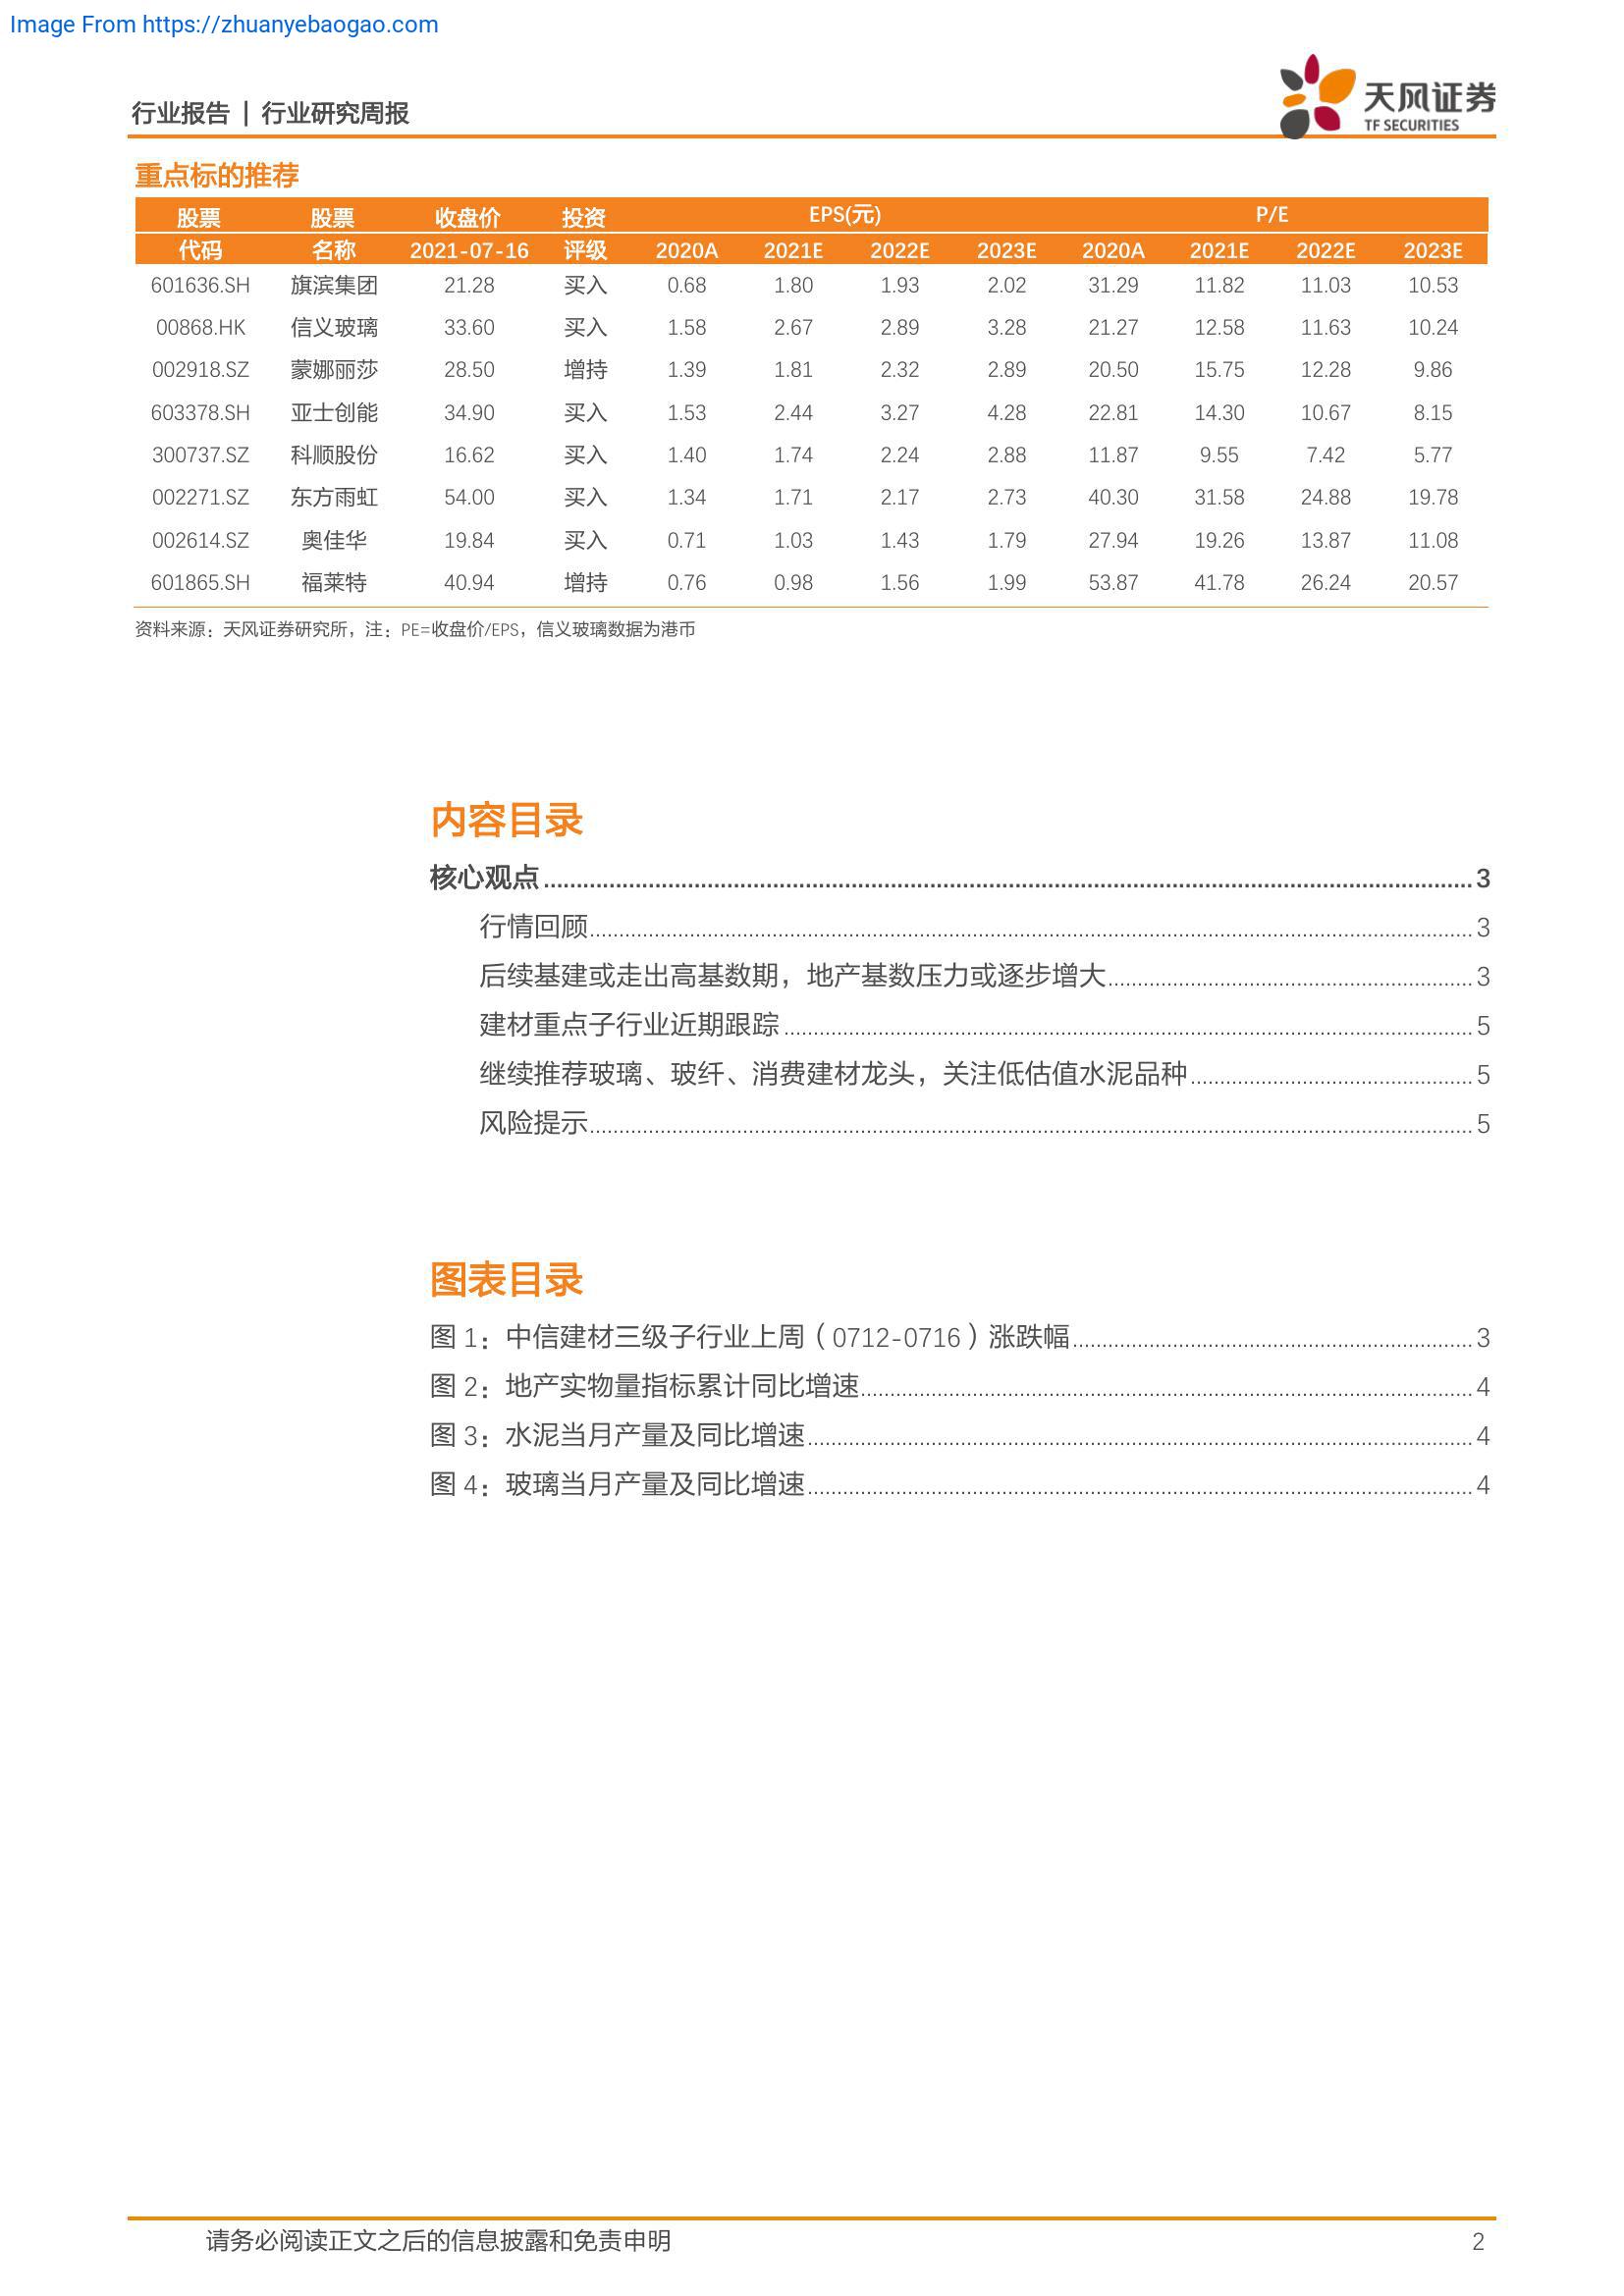 Image From https://zhuanyebaogao.com
行业报告 | 行业研究周报
天风证券
TF SECURITIES
重点标的推荐
股票 股票 收盘价 投资 EPS(元) P/E
代码 名称 2021-07-16 评级 2020A 2021E 2022E 2023E 2020A 2021E 2022E 2023E
601636.SH 旗滨集团 21.28 买入 0.68 1.80 1.93 2.02 31.29 11.82 11.03 10.53
00868.HK 信义玻璃 33.60 买入 1.58 2.67 2.89 3.28 21.27 12.58 11.63 10.24
002918.SZ 蒙娜丽莎 28.50 增持 1.39 1.81 2.32 2.89 20.50 15.75 12.28 9.86
603378.SH 亚士创能 34.90 买入 1.53 2.44 3.27 4.28 22.81 14.30 10.67 8.15
300737.SZ 科顺股份 16.62 买入 1.40 1.74 2.24 2.88 11.87 9.55 7.42 5.77
002271.SZ 东方雨虹 54.00 买入 1.34 1.71 2.17 2.73 40.30 31.58 24.88 19.78
002614.SZ 奥佳华 19.84 买入 0.71 1.03 1.43 1.79 27.94 19.26 13.87 11.08
601865.SH 福莱特 40.94 增持 0.76 0.98 1.56 1.99 53.87 41.78 26.24 20.57
资料来源：天风证券研究所，注：PE=收盘价/EPS，信义玻璃数据为港币
内容目录
核心观点 3
行情回顾 3
后续基建或走出高基数期，地产基数压力或逐步增大 3
建材重点子行业近期跟踪 5
继续推荐玻璃、玻纤、消费建材龙头，关注低估值水泥品种 5
风险提示 5
图表目录
图 1：中信建材三级子行业上周（0712-0716）涨跌幅 3
图 2：地产实物量指标累计同比增速 4
图 3：水泥当月产量及同比增速 4
图 4：玻璃当月产量及同比增速 4
请务必阅读正文之后的信息披露和免责申明 2